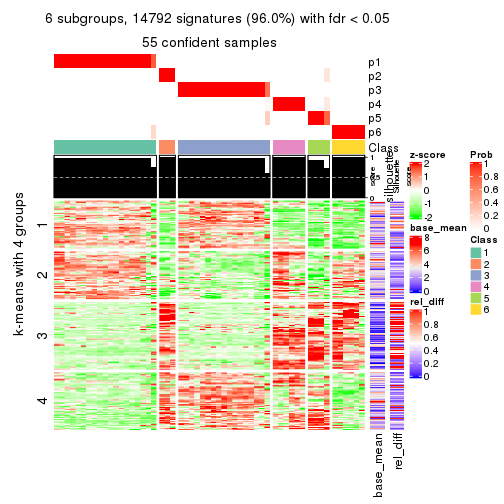 6 subgroups, 14792 signatures (96.0%) with fdr < 0.05
55 confident samples
p1
p2
p3
p4
p5
p6
Class
1
0.5
0
silhouette
score
k-means with 4 groups
1
2
3
4
base_mean
rel_diff
z-score
2
1
0
-1
-2
base_mean
8
6
4
2
0
rel_diff
1
0.8
0.6
0.4
0.2
0
Prob
1
0.8
0.6
0.4
0.2
0
Class
1
2
3
4
5
6